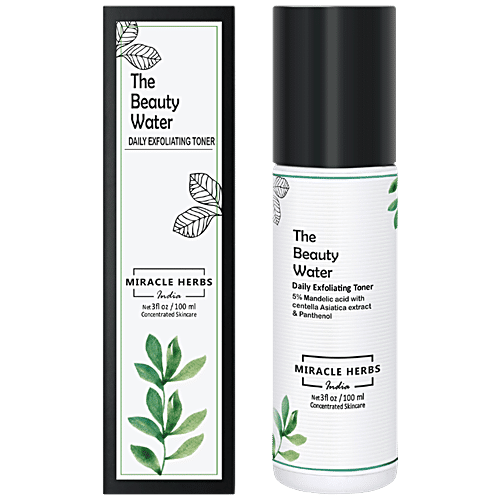 The
Beauty
Water
DAILY EXFOLIATING TONER
MIRACLE HERBS
India
Net 3fl oz / 100 ml
Concentrated Skincare
The
Beauty
Water
Daily Exfoliating Toner
5% Mandelic acid with
centella Asiatica extract
& Panthenol
MIRACLE HERBS
India
Net 3fl oz / 100 ml
Concentrated Skincare